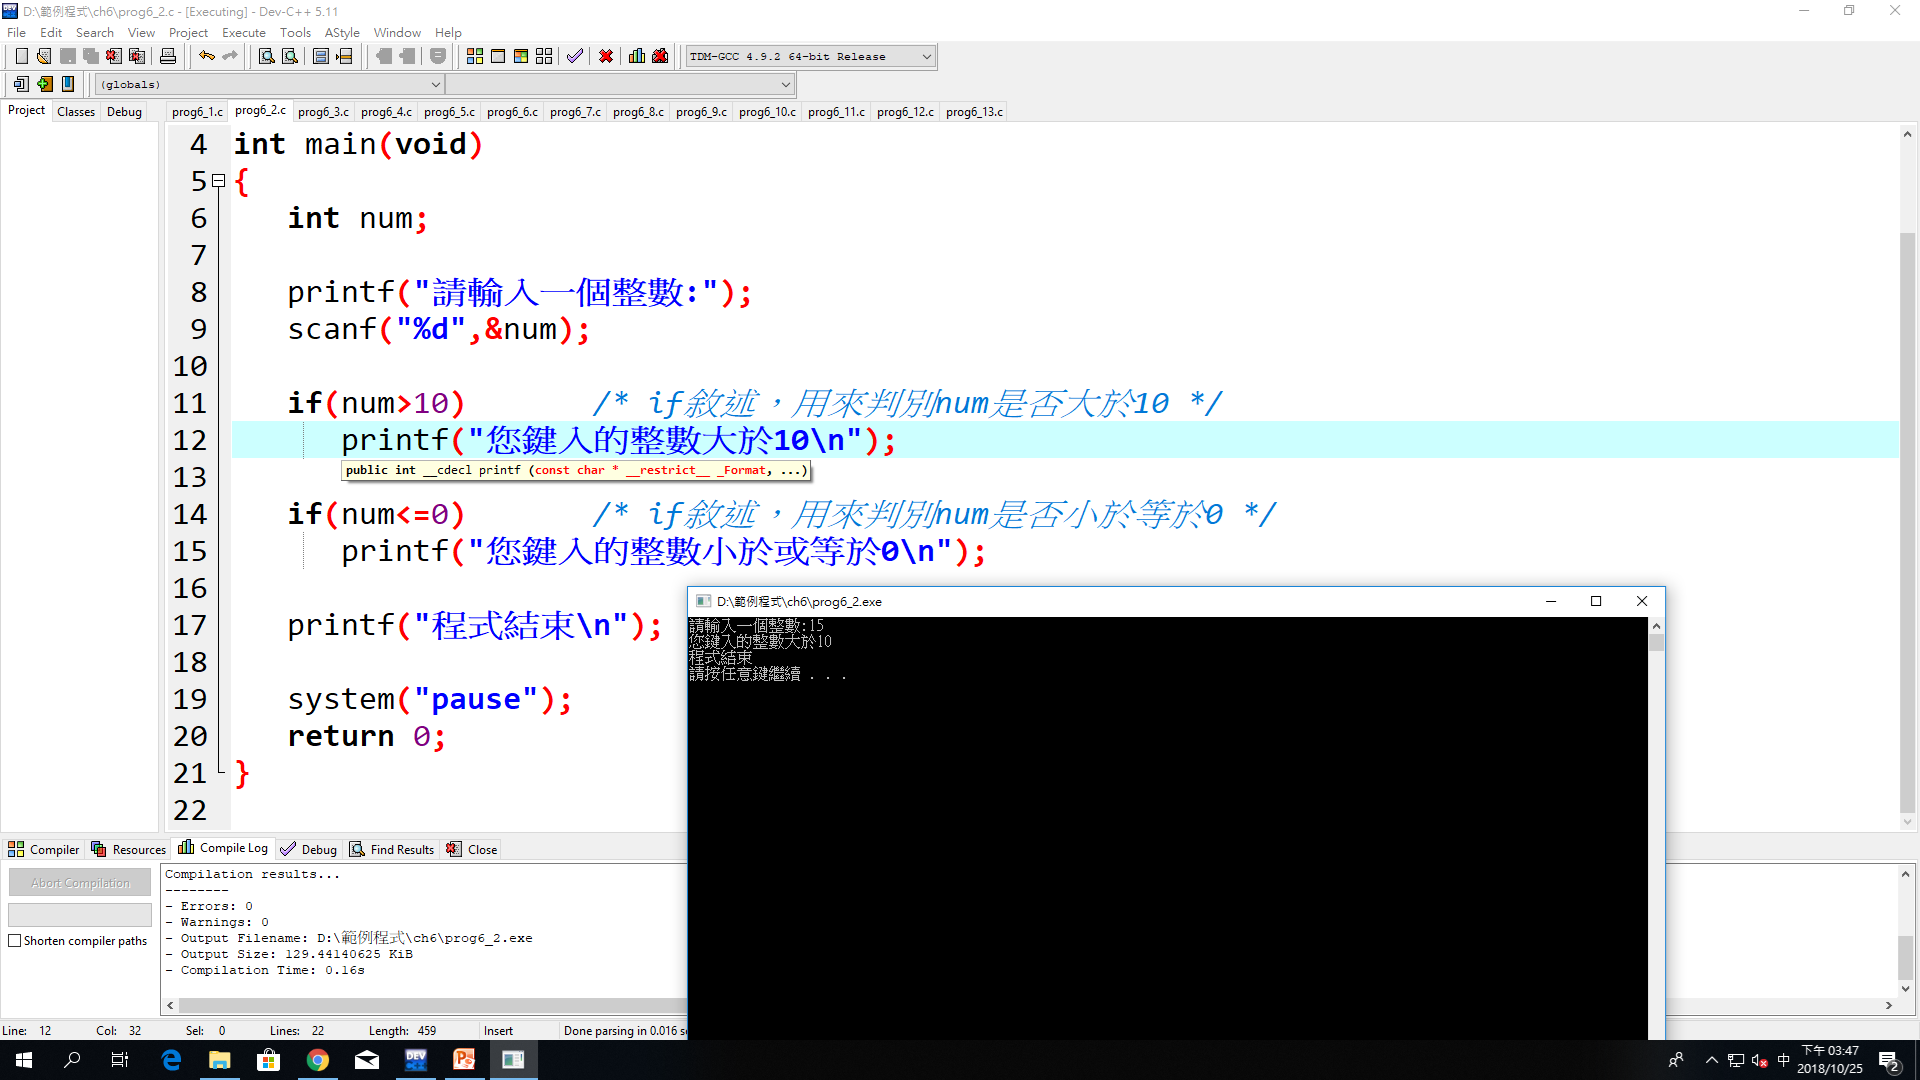 D:\範例程式\ch6\prog6_2.c - [Executing] - Dev-C++ 5.11
File Edit Search View Project Execute Tools AStyle Window Help
TDM-GCC 4.9.2 64-bit Release
(globals)
Project Classes Debug
prog6_1.c prog6_2.c prog6_3.c prog6_4.c prog6_5.c prog6_6.c prog6_7.c prog6_8.c prog6_9.c prog6_10.c prog6_11.c prog6_12.c prog6_13.c
4 int main(void)
5 {
6 int num;
7
8 printf("請輸入一個整數:");
9 scanf("%d",&num);
10
11 if(num>10) /* if敘述，用來判別num是否大於10 */
12 printf("您鍵入的整數大於10\n");
public int __cdecl printf (const char * __restrict__ _Format, ...)
13
14 if(num<=0) /* if敘述，用來判別num是否小於等於0 */
15 printf("您鍵入的整數小於或等於0\n");
16
17 printf("程式結束\n");
18
19 system("pause");
20 return 0;
21 }
22
D:\範例程式\ch6\prog6_2.exe
請輸入一個整數:15
您鍵入的整數大於10
程式結束
請按任意鍵繼續 . . .
Compiler Resources Compile Log Debug Find Results Close
Abort Compilation
Shorten compiler paths
Compilation results...
--------
- Errors: 0
- Warnings: 0
- Output Filename: D:\範例程式\ch6\prog6_2.exe
- Output Size: 129.44140625 KiB
- Compilation Time: 0.16s
Line: 12 Col: 32 Sel: 0 Lines: 22 Length: 459 Insert Done parsing in 0.016 s
DEV C++
中
下午 03:47
2018/10/25
2